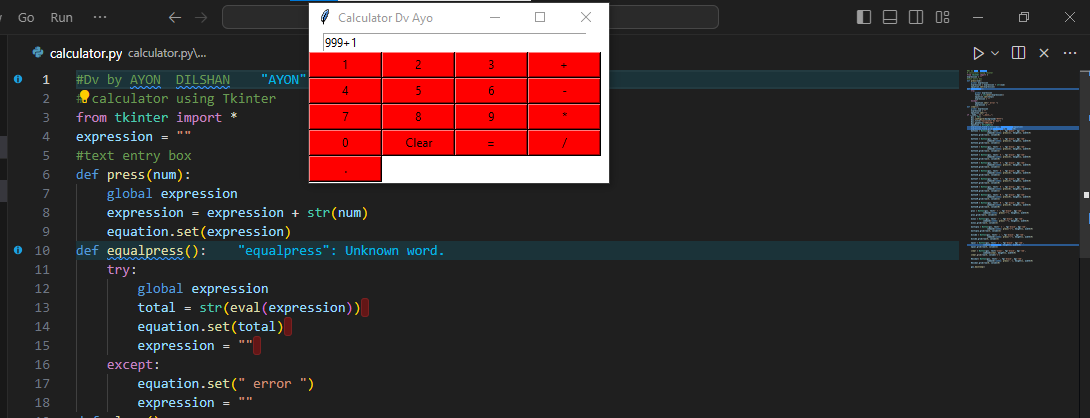 Go Run ···
Calculator Dv Ayo
999+1
1 2 3 +
4 5 6 -
7 8 9 *
0 Clear = /
.
calculator.py calculator.py\...
1 #Dv by AYON DILSHAN "AYON"
2 # calculator using Tkinter
3 from tkinter import *
4 expression = ""
5 #text entry box
6 def press(num):
7 global expression
8 expression = expression + str(num)
9 equation.set(expression)
10 def equalpress(): "equalpress": Unknown word.
11 try:
12 global expression
13 total = str(eval(expression))
14 equation.set(total)
15 expression = ""
16 except:
17 equation.set(" error ")
18 expression = ""